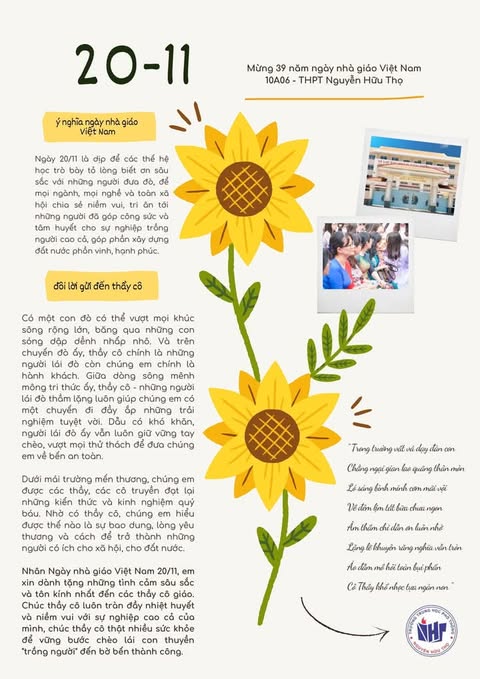 20-11
Mừng 39 năm ngày nhà giáo Việt Nam
10A06 - THPT Nguyễn Hữu Thọ
ý nghĩa ngày nhà giáo
Việt Nam
Ngày 20/11 là dịp để các thế hệ
học trò bày tỏ lòng biết ơn sâu
sắc với những người đưa đò, để
mọi ngành, mọi nghề và toàn xã
hội chia sẻ niềm vui, tri ân tới
những người đã góp công sức và
tâm huyết cho sự nghiệp trồng
người cao cả, góp phần xây dựng
đất nước phồn vinh, hạnh phúc.
đôi lời gửi đến thầy cô
Có một con đò có thể vượt mọi khúc
sông rộng lớn, băng qua những con
sóng dập dềnh nhấp nhô. Và trên
chuyến đò ấy, thầy cô chính là những
người lái đò còn chúng em chính là
hành khách. Giữa dòng sông mênh
mông tri thức ấy, thầy cô - những người
lái đò thầm lặng luôn giúp chúng em có
một chuyến đi đầy ắp những trải
nghiệm tuyệt vời. Dẫu có khó khăn,
người lái đò ấy vẫn luôn giữ vững tay
chèo, vượt mọi thử thách để đưa chúng
em về bến an toàn.
Dưới mái trường mến thương, chúng em
được các thầy, các cô truyền đạt lại
những kiến thức và kinh nghiệm quý
báu. Nhờ có thầy cô, chúng em hiểu
được thế nào là sự bao dung, lòng yêu
thương và cách để trở thành những
người có ích cho xã hội, cho đất nước.
Nhân Ngày nhà giáo Việt Nam 20/11, em
xin dành tặng những tình cảm sâu sắc
và tôn kính nhất đến các thầy cô giáo.
Chúc thầy cô luôn tràn đầy nhiệt huyết
và niềm vui với sự nghiệp cao cả của
mình, chúc thầy cô thật nhiều sức khỏe
để vững bước chèo lái con thuyền
"trồng người" đến bờ bến thành công.
"Trong trường vất vả dạy đàn con
Chẳng ngại gian lao quãng thân mòn
Ló sáng bình minh cơm mải vội
Về đêm lịm tắt bữa chưa ngon
Âm thầm chỉ dẫn ơn luôn nhớ
Lặng lẽ khuyên răng nghĩa vẫn tròn
Áo đẫm mồ hôi toàn bụi phấn
Cô Thầy khổ nhọc tựa ngàn non "
TRƯỜNG TRUNG HỌC PHỔ THÔNG
NHT
NGUYỄN HỮU THỌ